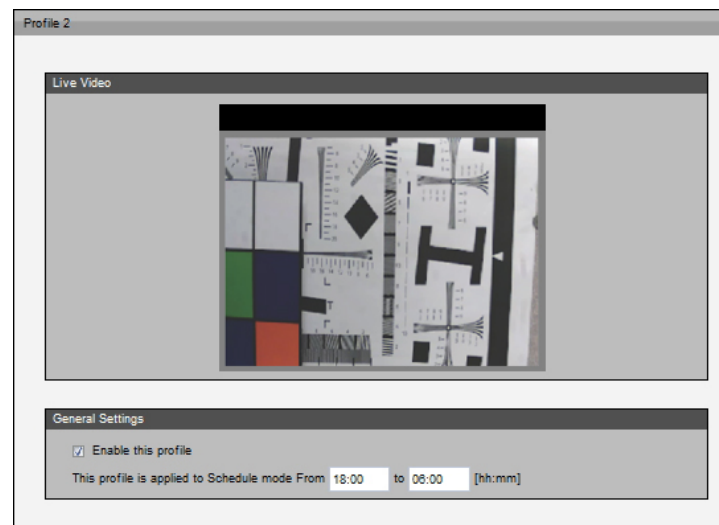 Profile 2
Live Video
General Settings
Enable this profile
This profile is applied to Schedule mode From 18:00 to 06:00 [hh:mm]